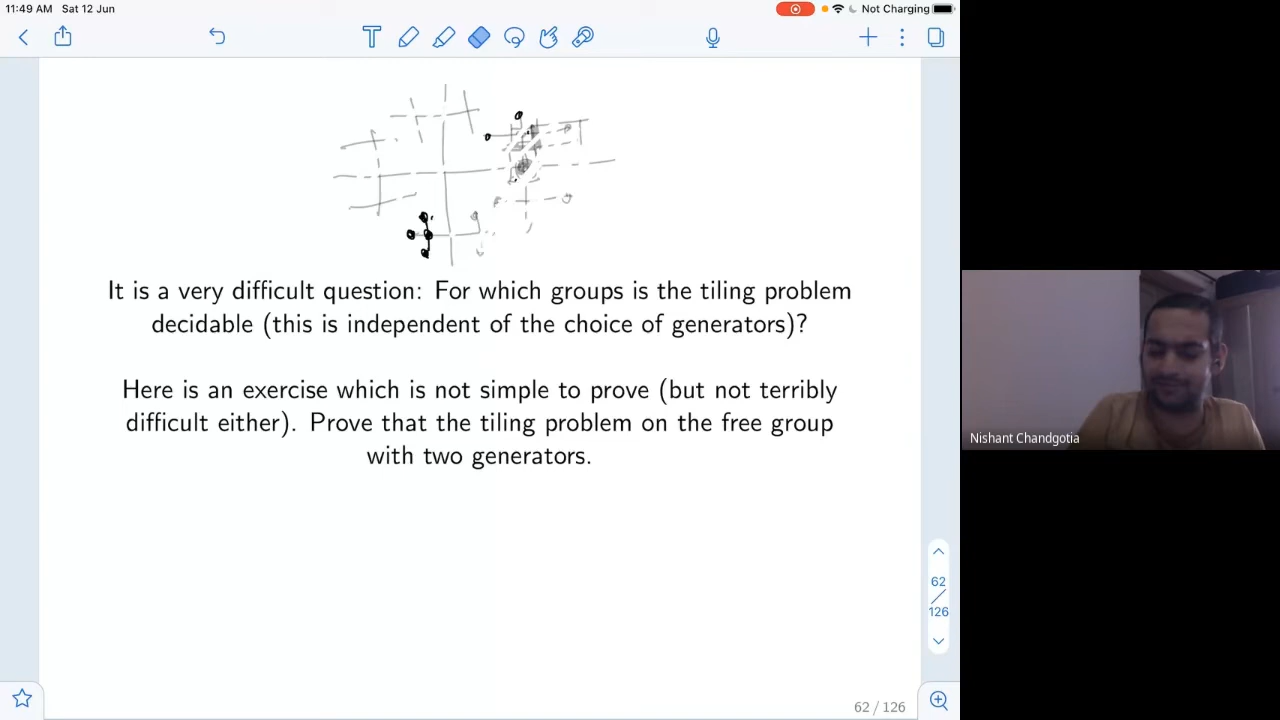 11:49 AM Sat 12 Jun
Not Charging
T
It is a very difficult question: For which groups is the tiling problem
decidable (this is independent of the choice of generators)?
Here is an exercise which is not simple to prove (but not terribly
difficult either). Prove that the tiling problem on the free group
with two generators.
Nishant Chandgotia
62
126
62 / 126